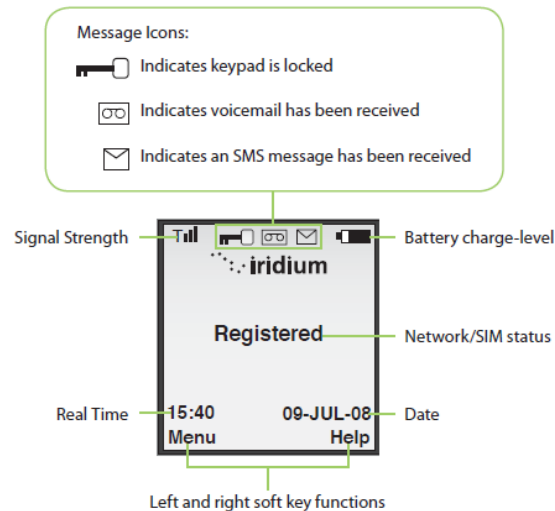 Message Icons:
Indicates keypad is locked
Indicates voicemail has been received
Indicates an SMS message has been received
Signal Strength
Battery charge-level
iridium
Registered
Network/SIM status
Real Time
15:40
09-JUL-08
Date
Menu
Help
Left and right soft key functions